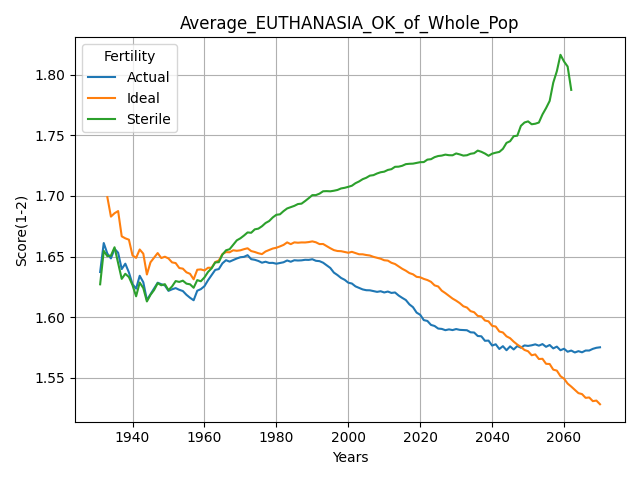 Average_EUTHANASIA_OK_of_Whole_Pop
Fertility
Actual
Ideal
Sterile
Score(1-2)
1.80
1.75
1.70
1.65
1.60
1.55
1940 1960 1980 2000 2020 2040 2060
Years